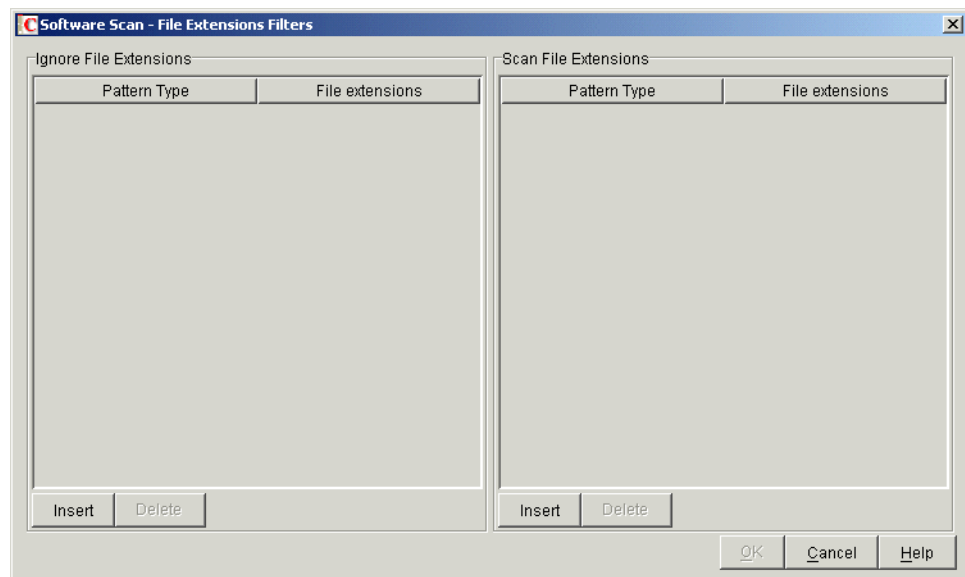 Software Scan - File Extensions Filters
Ignore File Extensions
Pattern Type File extensions
Insert Delete
Scan File Extensions
Pattern Type File extensions
Insert Delete
OK Cancel Help